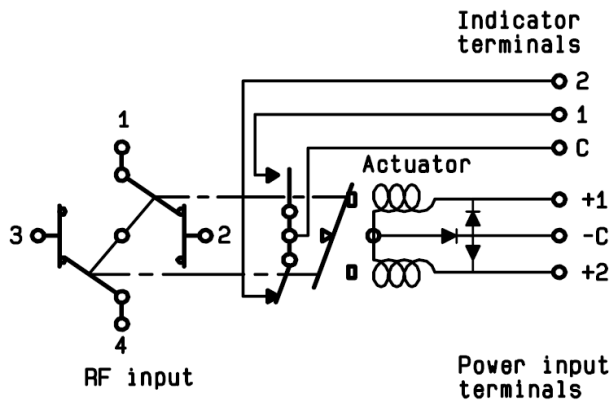 Indicator
terminals
2
1
C
1
Actuator
+1
3
2
-C
+2
4
RF input
Power input
terminals